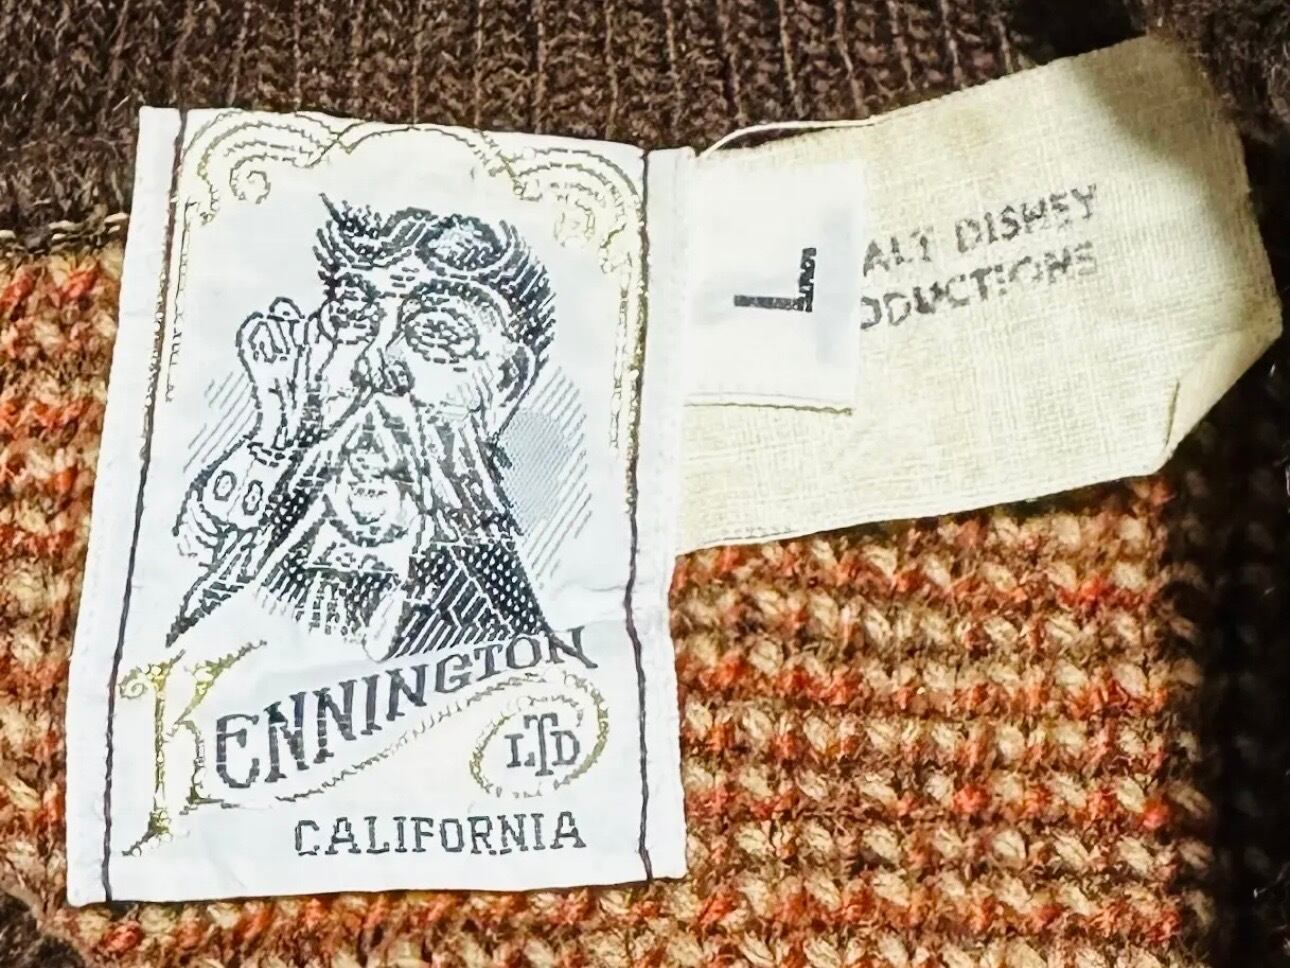 KENNINGTON
LTD
CALIFORNIA
L
ALT DISNEY
ODUCTIONS